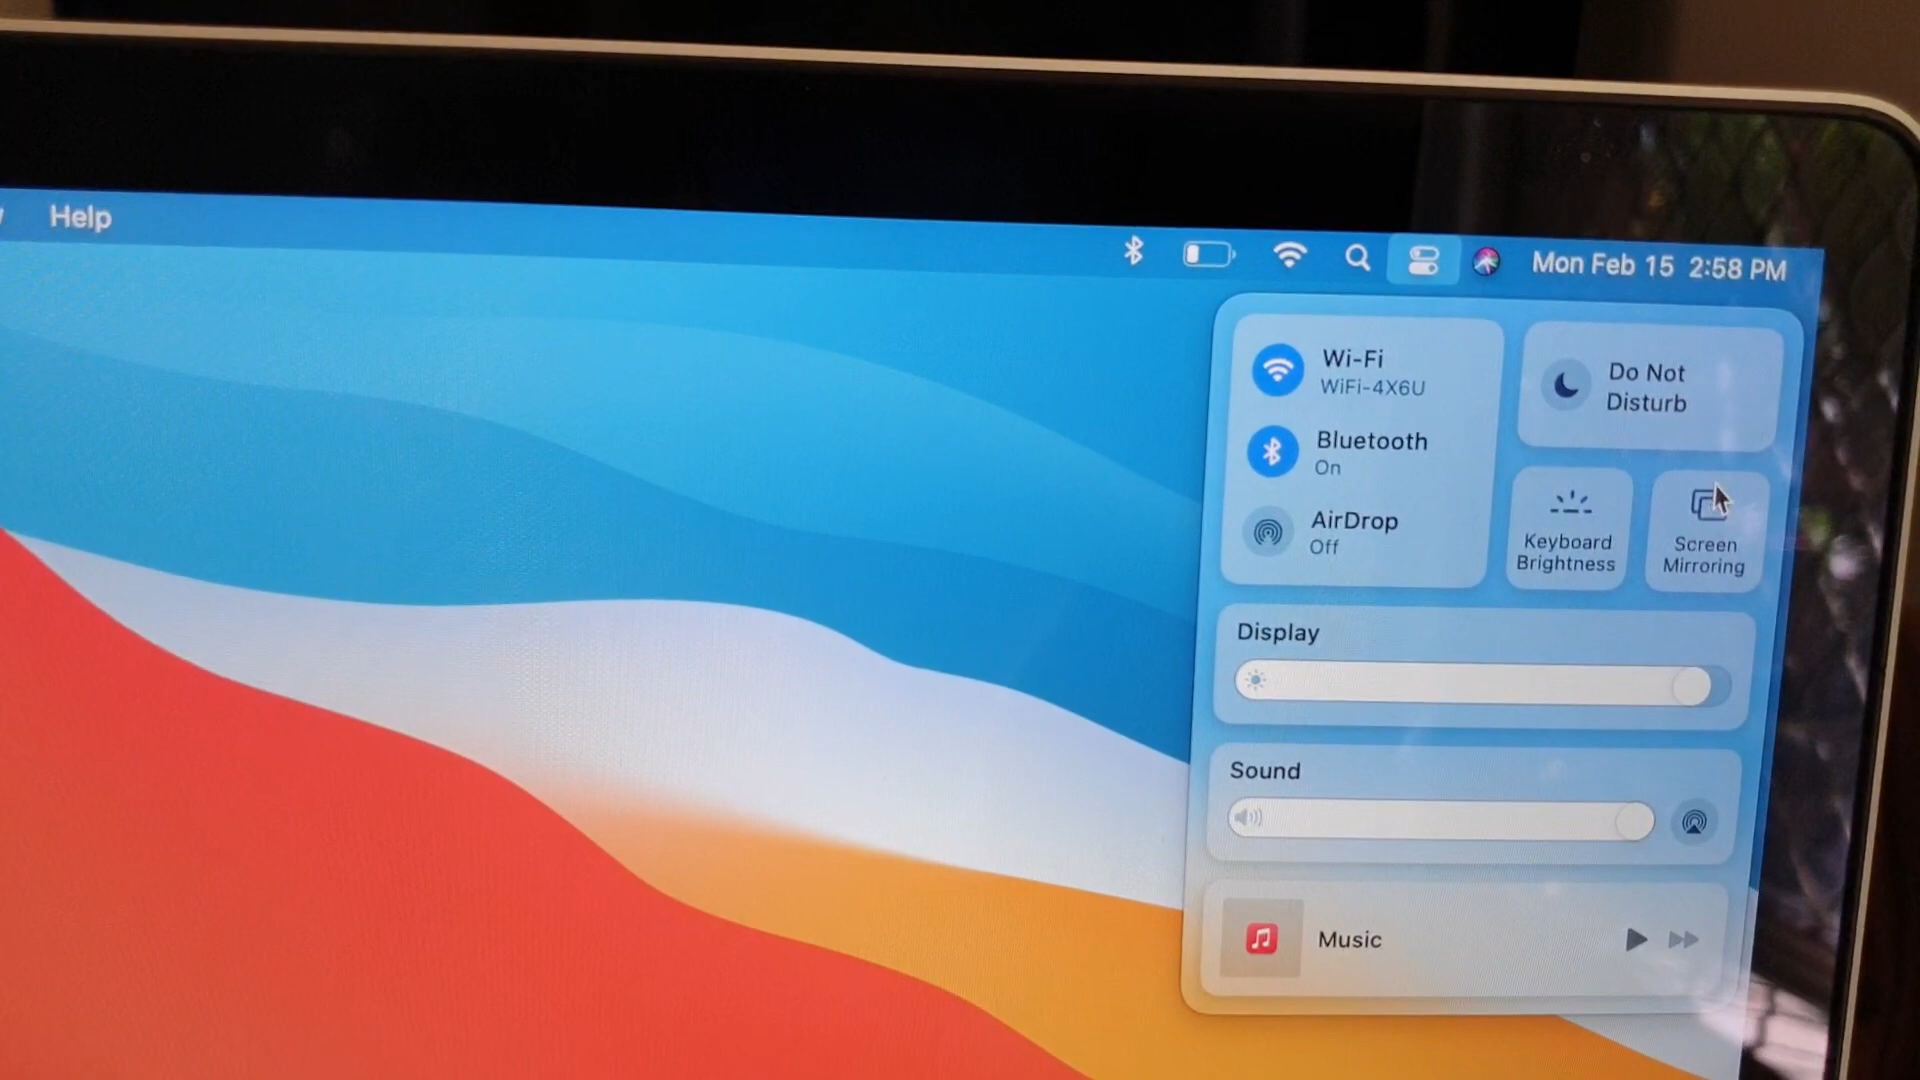 Help
Mon Feb 15 2:58 PM
Wi-Fi
WiFi-4X6U
Bluetooth
On
AirDrop
Off
Do Not
Disturb
Keyboard
Brightness
Screen
Mirroring
Display
Sound
Music